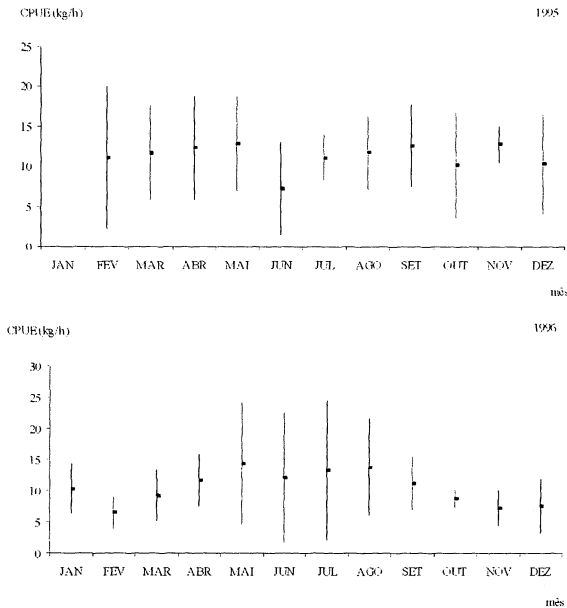 CPUE (kg/h) 1995
25
20
15
10
5
0
JAN FEV MAR ABR MAI JUN JUL AGO SET OUT NOV DEZ
mês
CPUE (kg/h) 1996
30
25
20
15
10
5
0
JAN FEV MAR ABR MAI JUN JUL AGO SET OUT NOV DEZ
mês